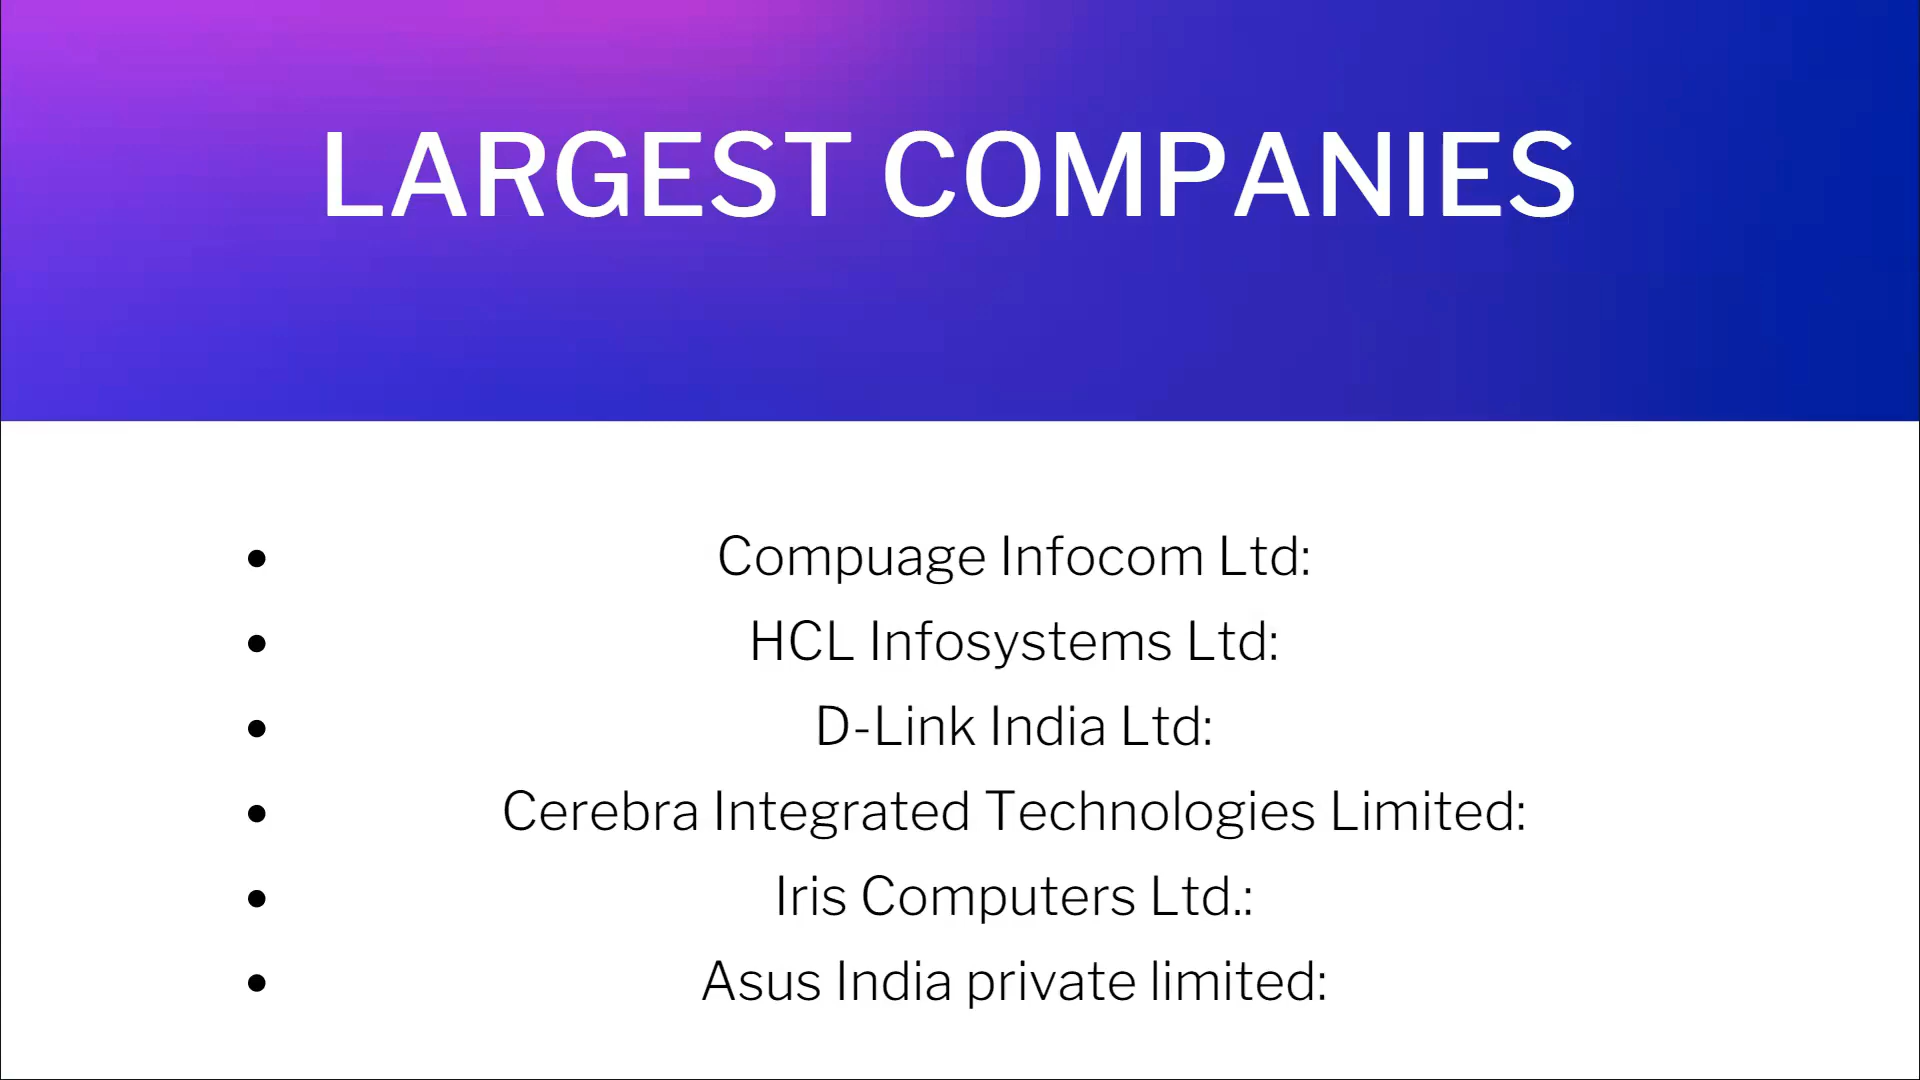 LARGEST COMPANIES
• Compuage Infocom Ltd:
• HCL Infosystems Ltd:
• D-Link India Ltd:
• Cerebra Integrated Technologies Limited:
• Iris Computers Ltd.:
• Asus India private limited: